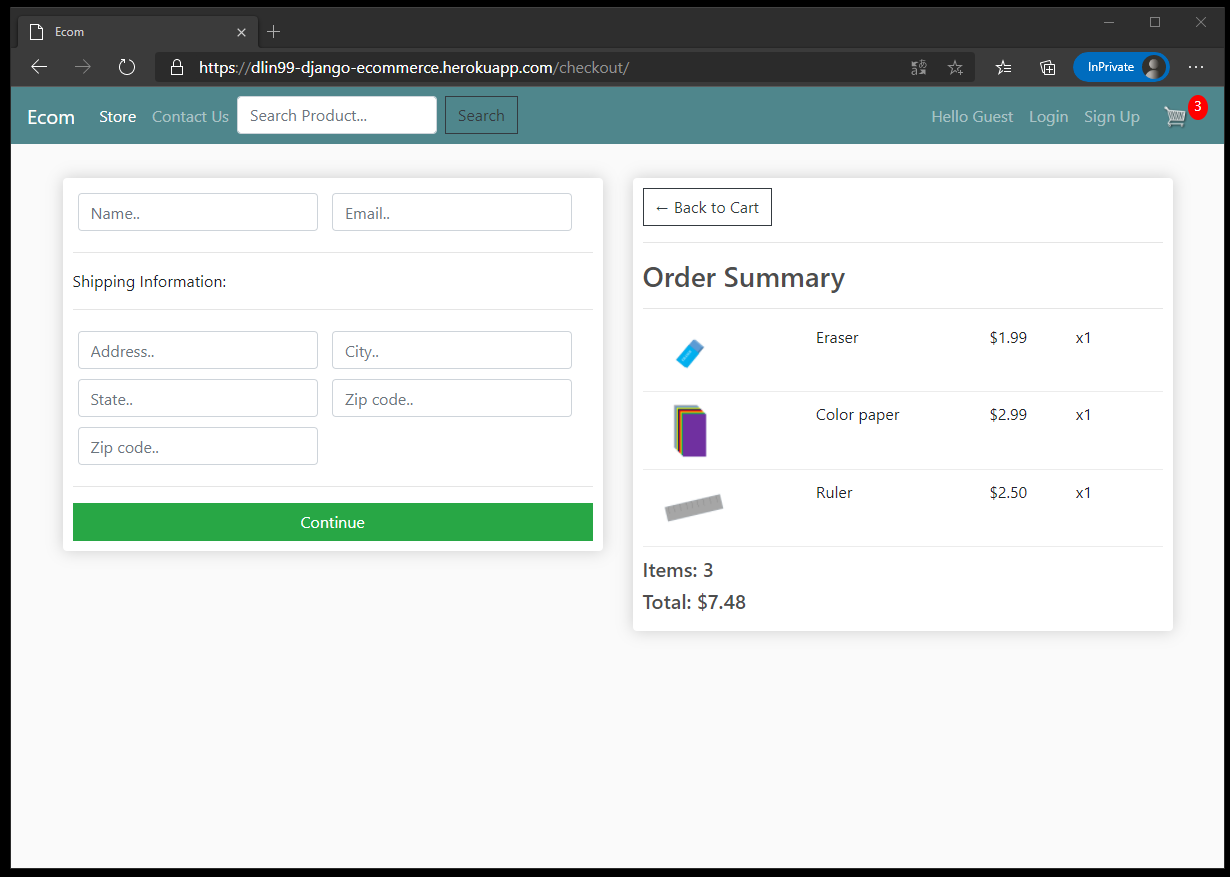 Ecom
https://dlin99-django-ecommerce.herokuapp.com/checkout/
InPrivate
Ecom Store Contact Us Search Product... Search Hello Guest Login Sign Up 3
Name.. Email..
Shipping Information:
Address.. City..
State.. Zip code..
Zip code..
Continue
← Back to Cart
Order Summary
Eraser $1.99 x1
Color paper $2.99 x1
Ruler $2.50 x1
Items: 3
Total: $7.48